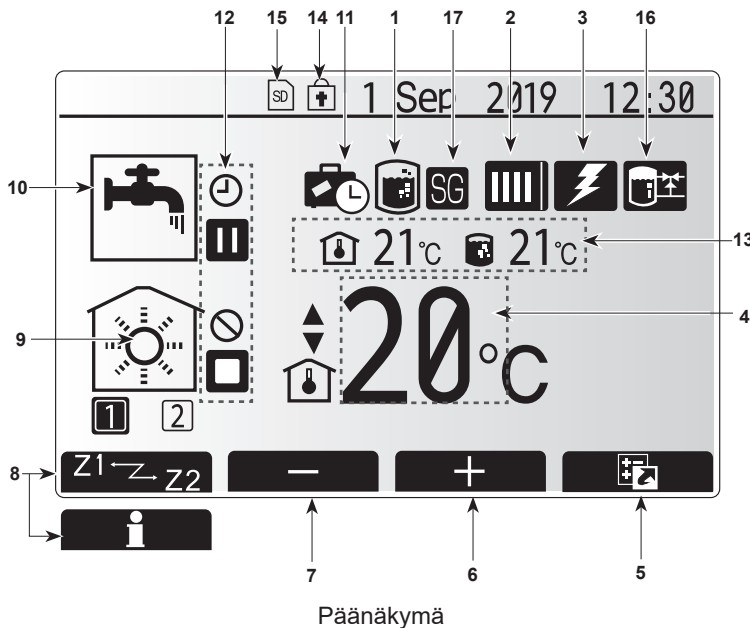 12 15 14 11 1 17 2 3 16
SD 1 Sep 2019 12:30
10
SG
21°C 21°C
13
20°C
4
9
1 2
8
Z1 Z2 − +
i
7 6 5
Päänäkymä